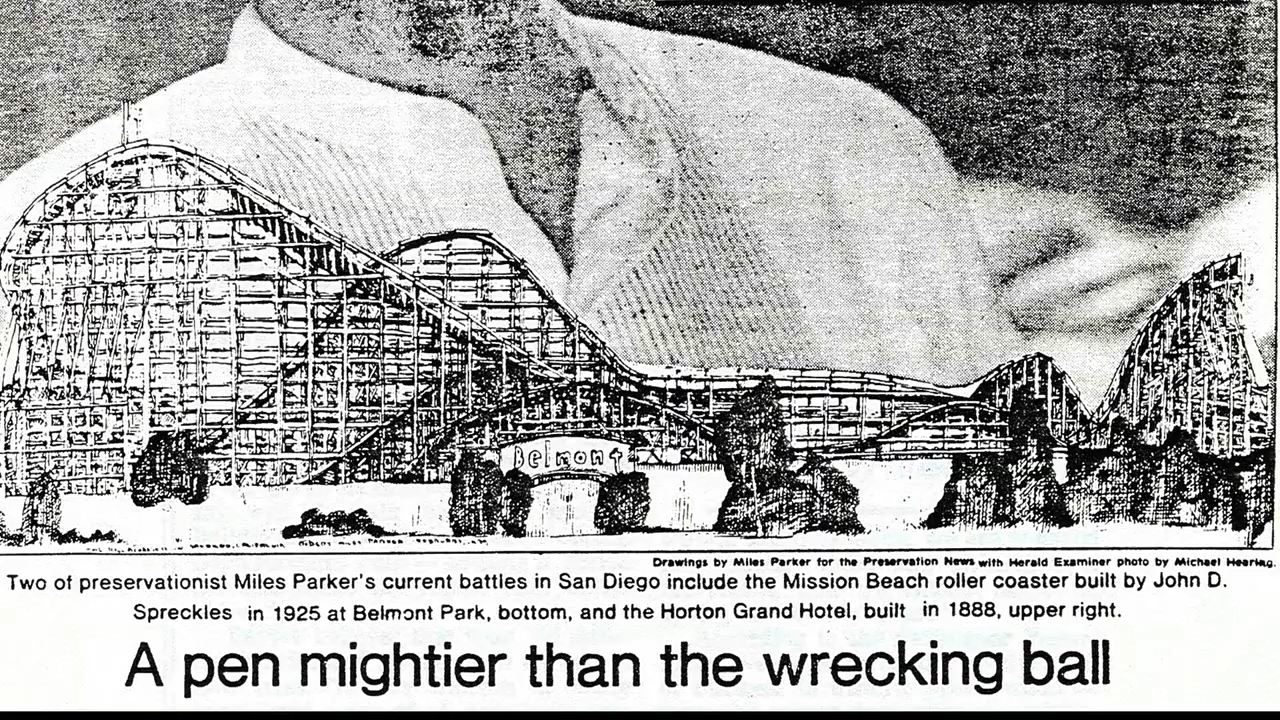 Belmont
Drawings by Miles Parker for the Preservation News with Herald Examiner photo by Michael Hearing.
Two of preservationist Miles Parker's current battles in San Diego include the Mission Beach roller coaster built by John D.
Spreckles in 1925 at Belmont Park, bottom, and the Horton Grand Hotel, built in 1888, upper right.
A pen mightier than the wrecking ball